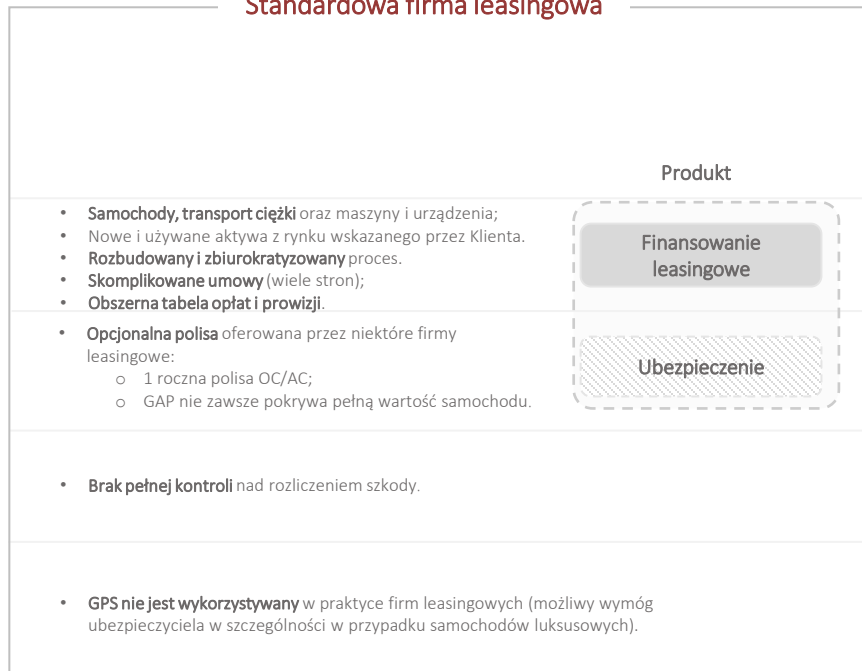 Standardowa firma leasingowa
Produkt
• Samochody, transport ciężki oraz maszyny i urządzenia;
• Nowe i używane aktywa z rynku wskazanego przez Klienta.
• Rozbudowany i zbiurokratyzowany proces.
• Skomplikowane umowy (wiele stron);
• Obszerna tabela opłat i prowizji.
Finansowanie
leasingowe
• Opcjonalna polisa oferowana przez niektóre firmy
leasingowe:
o 1 roczna polisa OC/AC;
o GAP nie zawsze pokrywa pełną wartość samochodu.
Ubezpieczenie
• Brak pełnej kontroli nad rozliczeniem szkody.
• GPS nie jest wykorzystywany w praktyce firm leasingowych (możliwy wymóg
ubezpieczyciela w szczególności w przypadku samochodów luksusowych).